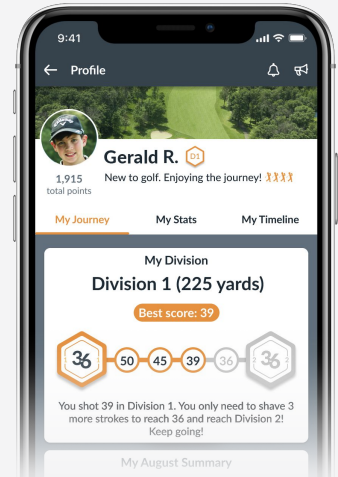 9:41
Profile
Gerald R. D1
1,915
total points
New to golf. Enjoying the journey!
My Journey My Stats My Timeline
My Division
Division 1 (225 yards)
Best score: 39
36 50 45 39 36 36
You shot 39 in Division 1. You only need to shave 3
more strokes to reach 36 and reach Division 2!
Keep going!
My August Summary